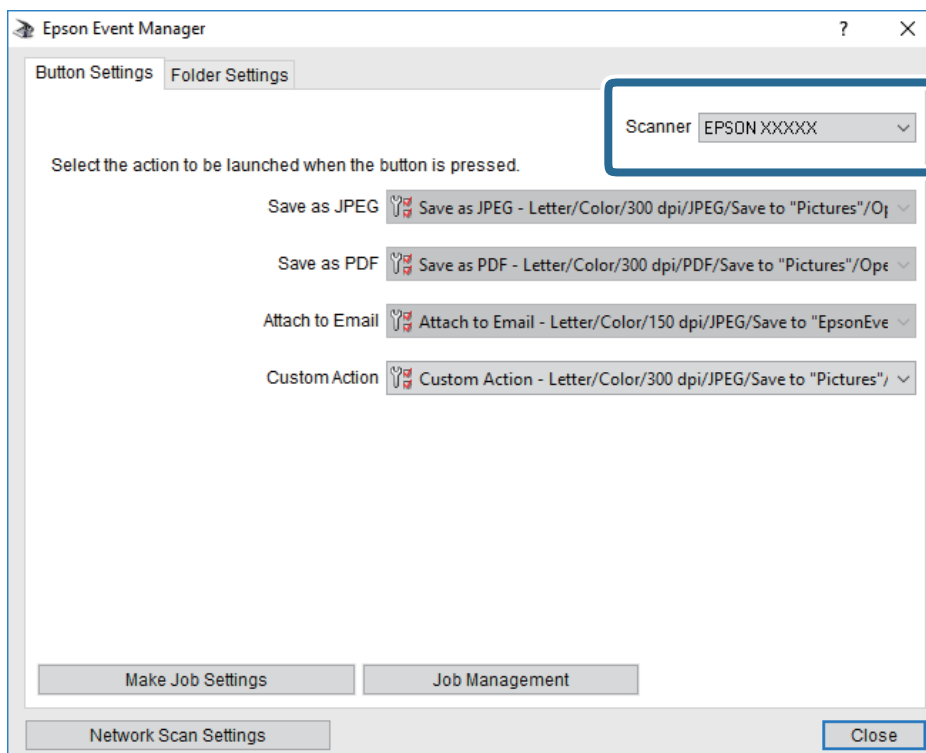 Epson Event Manager
Button Settings Folder Settings
Scanner EPSON XXXXX
Select the action to be launched when the button is pressed.
Save as JPEG Save as JPEG - Letter/Color/300 dpi/JPEG/Save to "Pictures"/Op
Save as PDF Save as PDF - Letter/Color/300 dpi/PDF/Save to "Pictures"/Ope
Attach to Email Attach to Email - Letter/Color/150 dpi/JPEG/Save to "EpsonEve
Custom Action Custom Action - Letter/Color/300 dpi/JPEG/Save to "Pictures"/
Make Job Settings Job Management
Network Scan Settings Close